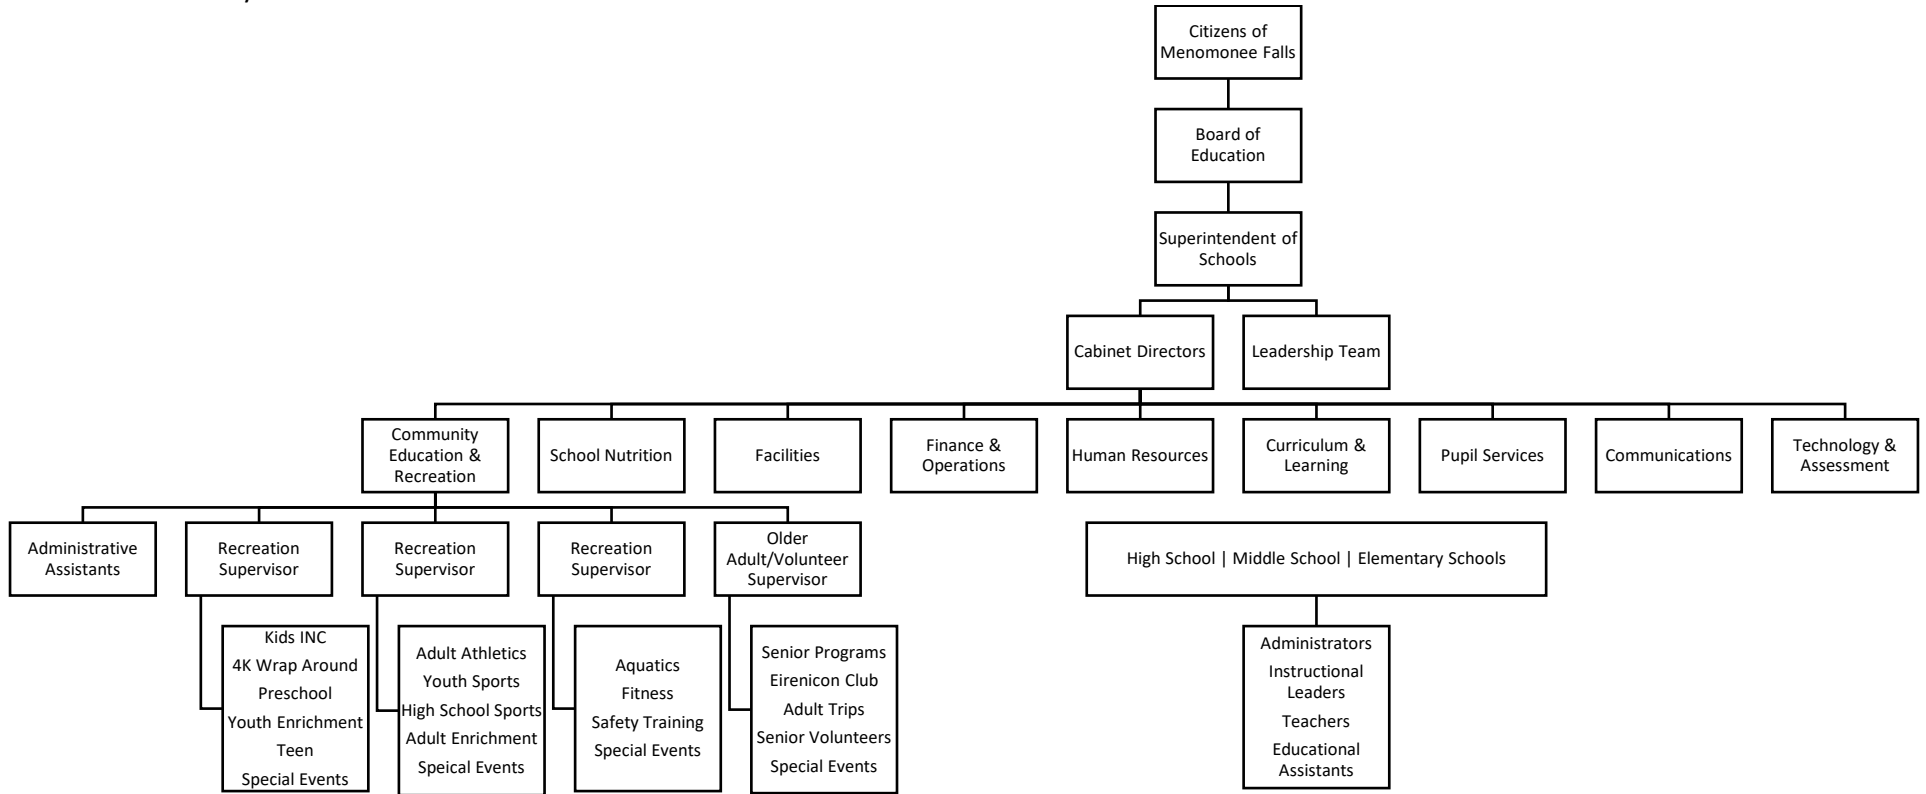 Citizens of
Menomonee Falls
Board of
Education
Superintendent of
Schools
Cabinet Directors
Leadership Team
Community
Education &
Recreation
School Nutrition
Facilities
Finance &
Operations
Human Resources
Curriculum &
Learning
Pupil Services
Communications
Technology &
Assessment
Administrative
Assistants
Recreation
Supervisor
Recreation
Supervisor
Recreation
Supervisor
Older
Adult/Volunteer
Supervisor
High School | Middle School | Elementary Schools
Kids INC
4K Wrap Around
Preschool
Youth Enrichment
Teen
Special Events
Adult Athletics
Youth Sports
High School Sports
Adult Enrichment
Speical Events
Aquatics
Fitness
Safety Training
Special Events
Senior Programs
Eirenicon Club
Adult Trips
Senior Volunteers
Special Events
Administrators
Instructional
Leaders
Teachers
Educational
Assistants